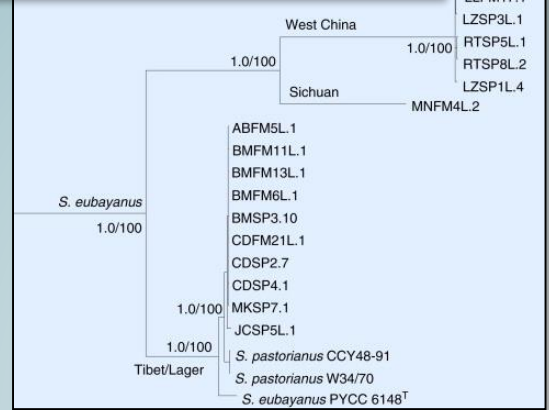 West China
LZSP3L.1
RTSP5L.1
1.0/100
1.0/100
RTSP8L.2
LZSP1L.4
Sichuan
MNFM4L.2
ABFM5L.1
BMFM11L.1
BMFM13L.1
BMFM6L.1
S. eubayanus
BMSP3.10
1.0/100
CDFM21L.1
CDSP2.7
CDSP4.1
1.0/100
MKSP7.1
JCSP5L.1
1.0/100
S. pastorianus CCY48-91
Tibet/Lager
S. pastorianus W34/70
S. eubayanus PYCC 6148T